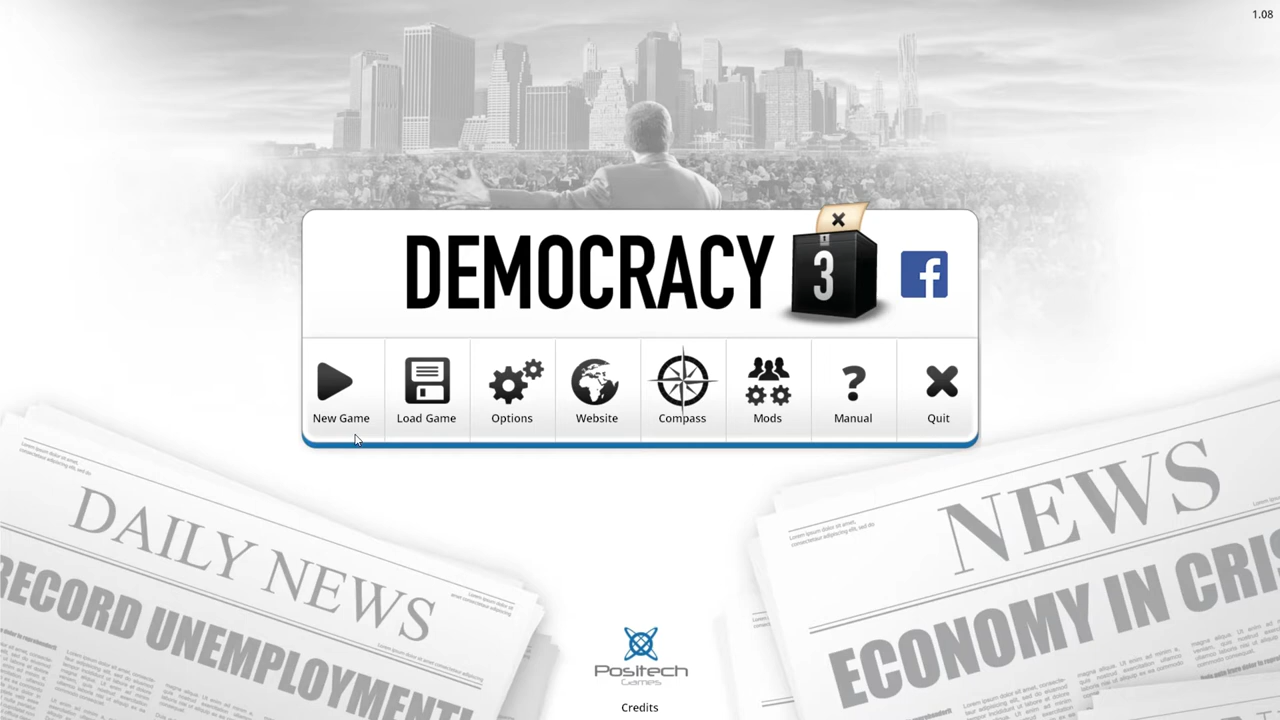 1.08
DEMOCRACY 3
New Game
Load Game
Options
Website
Compass
Mods
Manual
Quit
DAILY NEWS
RECORD UNEMPLOYMENT!
NEWS
ECONOMY IN CRIS
Positech
Games
Credits